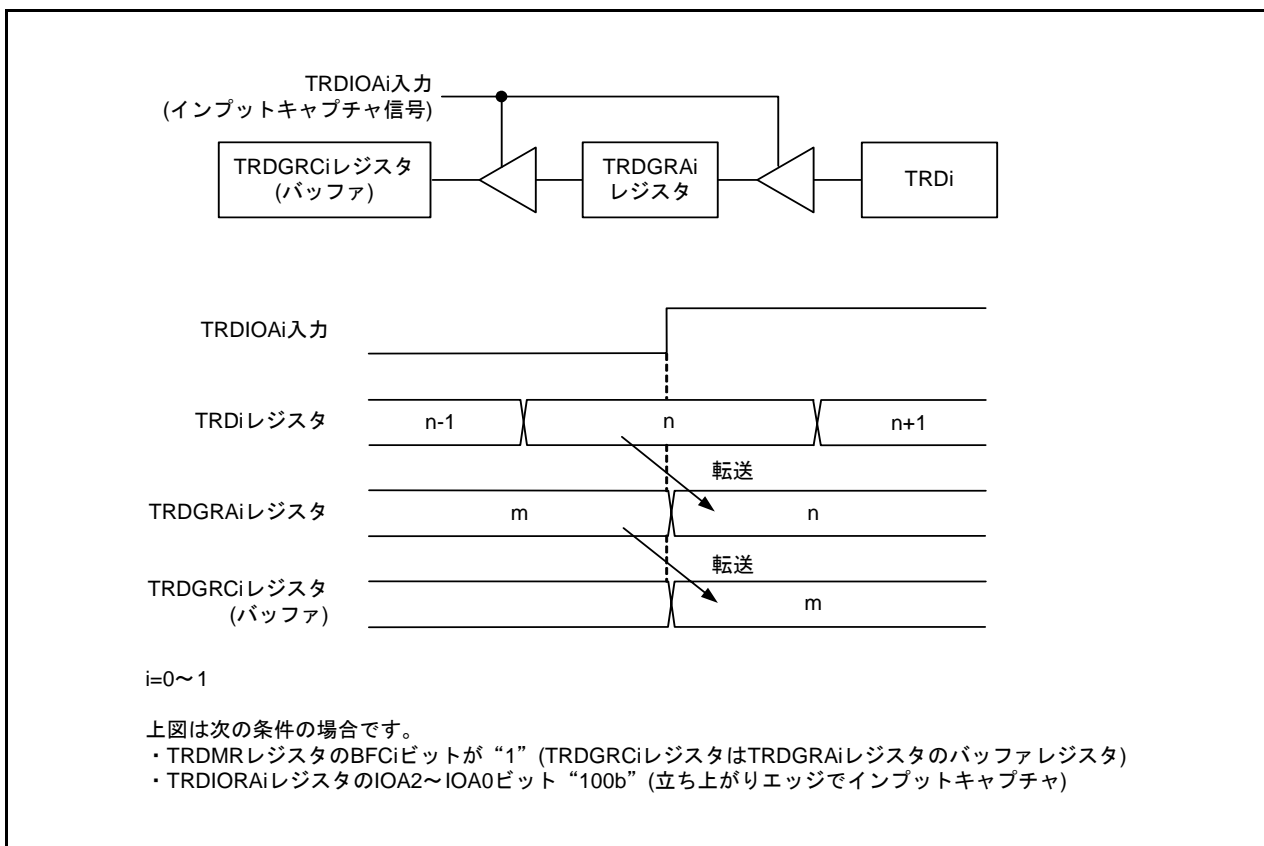 TRDIOAi入力
(インプットキャプチャ信号)
TRDGRCiレジスタ
(バッファ)
TRDGRAi
レジスタ
TRDi
TRDIOAi入力
TRDiレジスタ
n-1
n
n+1
転送
TRDGRAiレジスタ
m
n
転送
TRDGRCiレジスタ
(バッファ)
m
i=0～1
上図は次の条件の場合です。
・TRDMRレジスタのBFCiビットが“1”(TRDGRCiレジスタはTRDGRAiレジスタのバッファレジスタ)
・TRDIORAiレジスタのIOA2～IOA0ビット“100b”(立ち上がりエッジでインプットキャプチャ)